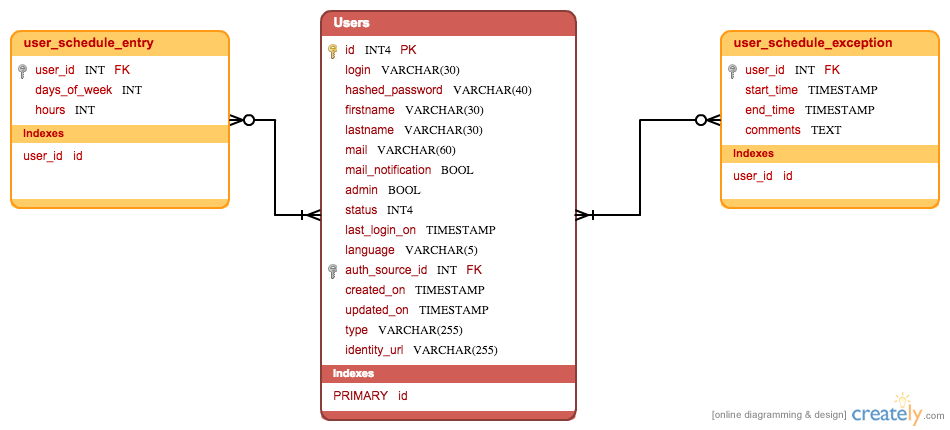 user_schedule_entry
user_id INT FK
days_of_week INT
hours INT
Indexes
user_id id
Users
id INT4 PK
login VARCHAR(30)
hashed_password VARCHAR(40)
firstname VARCHAR(30)
lastname VARCHAR(30)
mail VARCHAR(60)
mail_notification BOOL
admin BOOL
status INT4
last_login_on TIMESTAMP
language VARCHAR(5)
auth_source_id INT FK
created_on TIMESTAMP
updated_on TIMESTAMP
type VARCHAR(255)
identity_url VARCHAR(255)
Indexes
PRIMARY id
user_schedule_exception
user_id INT FK
start_time TIMESTAMP
end_time TIMESTAMP
comments TEXT
Indexes
user_id id
[online diagramming & design] creately.com